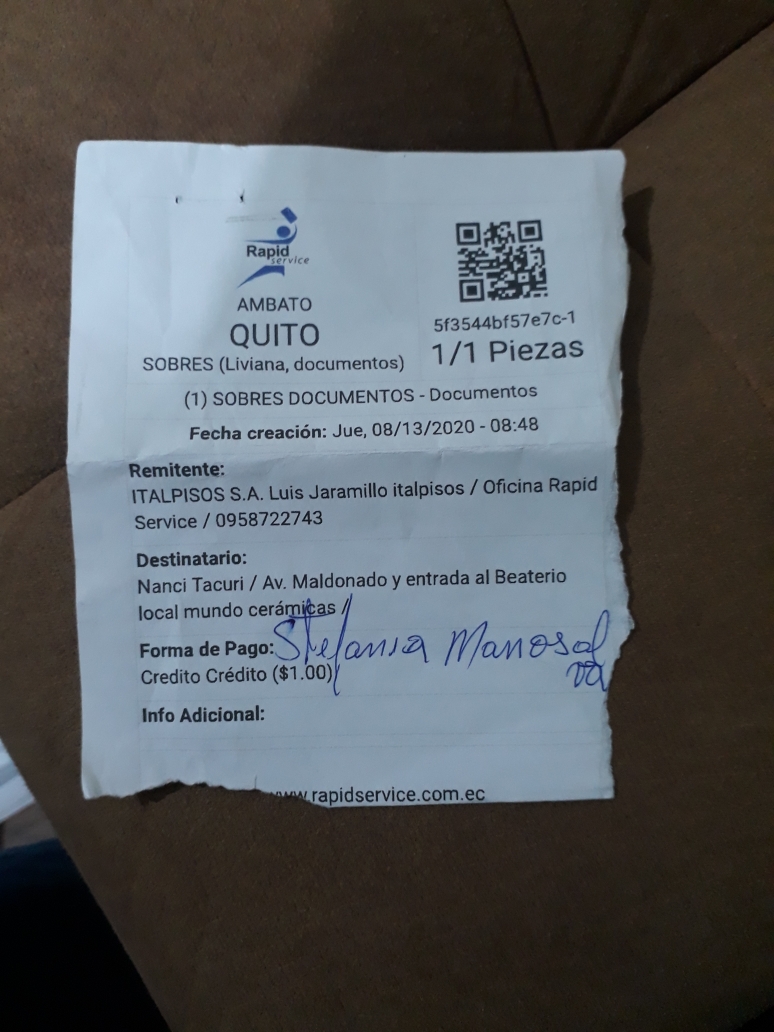 Rapid
service
AMBATO
QUITO
SOBRES (Liviana, documentos)
5f3544bf57e7c-1
1/1 Piezas
(1) SOBRES DOCUMENTOS - Documentos
Fecha creación: Jue, 08/13/2020 - 08:48
Remitente:
ITALPISOS S.A. Luis Jaramillo italpisos / Oficina Rapid
Service / 0958722743
Destinatario:
Nanci Tacuri / Av. Maldonado y entrada al Beaterio
local mundo cerámicas /
Forma de Pago: Stefania Manosal
va
Credito Crédito ($1.00)
Info Adicional:
www.rapidservice.com.ec